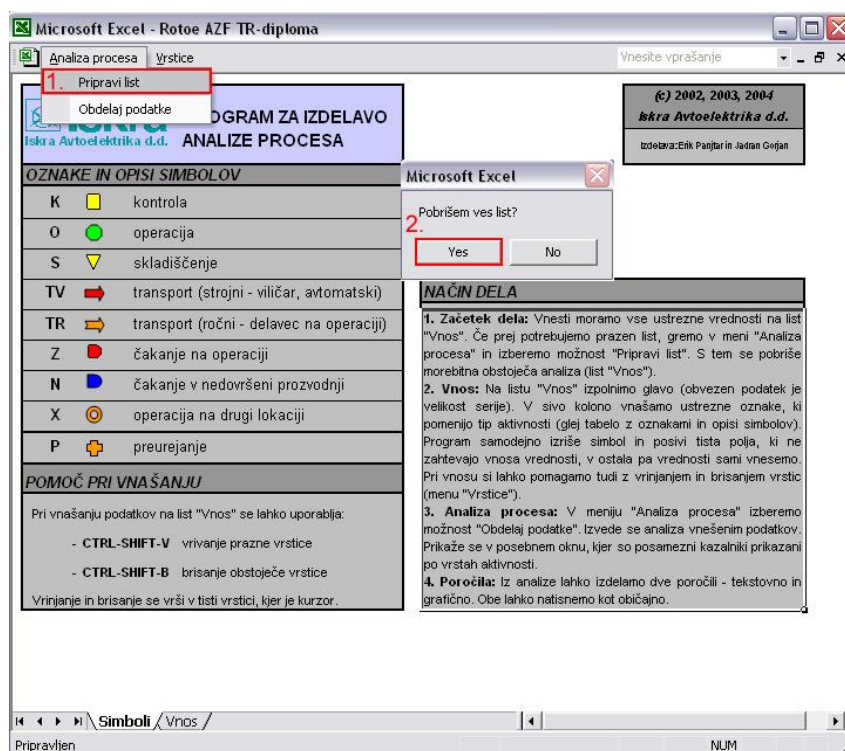 Microsoft Excel - Rotoe AZF TR-diploma
Analiza procesa Vrstice
Vnesite vprašanje
1. Pripravi list
Obdelaj podatke
Iskra Avtoelektrika d.d.
PROGRAM ZA IZDELAVO
ANALIZE PROCESA
(c) 2002, 2003, 2004
Iskra Avtoelektrika d.d.
Izdelava:Erik Panjtar in Jadran Gorjan
OZNAKE IN OPISI SIMBOLOV
K kontrola
O operacija
S skladiščenje
TV transport (strojni - viličar, avtomatski)
TR transport (ročni - delavec na operaciji)
Z čakanje na operaciji
N čakanje v nedovršeni prozvodnji
X operacija na drugi lokaciji
P preurejanje
Microsoft Excel
Pobrišem ves list?
2.
Yes No
POMOČ PRI VNAŠANJU
Pri vnašanju podatkov na list "Vnos" se lahko uporablja:
- CTRL-SHIFT-V vrivanje prazne vrstice
- CTRL-SHIFT-B brisanje obstoječe vrstice
Vrinjanje in brisanje se vrši v tisti vrstici, kjer je kurzor.
NAČIN DELA
1. Začetek dela: Vnesti moramo vse ustrezne vrednosti na list
"Vnos". Če prej potrebujemo prazen list, gremo v meni "Analiza
procesa" in izberemo možnost "Pripravi list". S tem se pobriše
morebitna obstoječa analiza (list "Vnos").
2. Vnos: Na listu "Vnos" izpolnimo glavo (obvezen podatek je
velikost serije). V sivo kolono vnašamo ustrezne oznake, ki
pomenijo tip aktivnosti (glej tabelo z oznakami in opisi simbolov).
Program samodejno izriše simbol in posivi tista polja, ki ne
zahtevajo vnosa vrednosti, v ostala pa vrednosti sami vnesemo.
Pri vnosu si lahko pomagamo tudi z vrinjanjem in brisanjem vrstic
(menu "Vrstice").
3. Analiza procesa: V meniju "Analiza procesa" izberemo
možnost "Obdelaj podatke". Izvede se analiza vnešenim podatkov.
Prikaže se v posebnem oknu, kjer so posamezni kazalniki prikazani
po vrstah aktivnosti.
4. Poročila: Iz analize lahko izdelamo dve poročili - tekstovno in
grafično. Obe lahko natisnemo kot običajno.
Simboli Vnos
Pripravljen
NUM